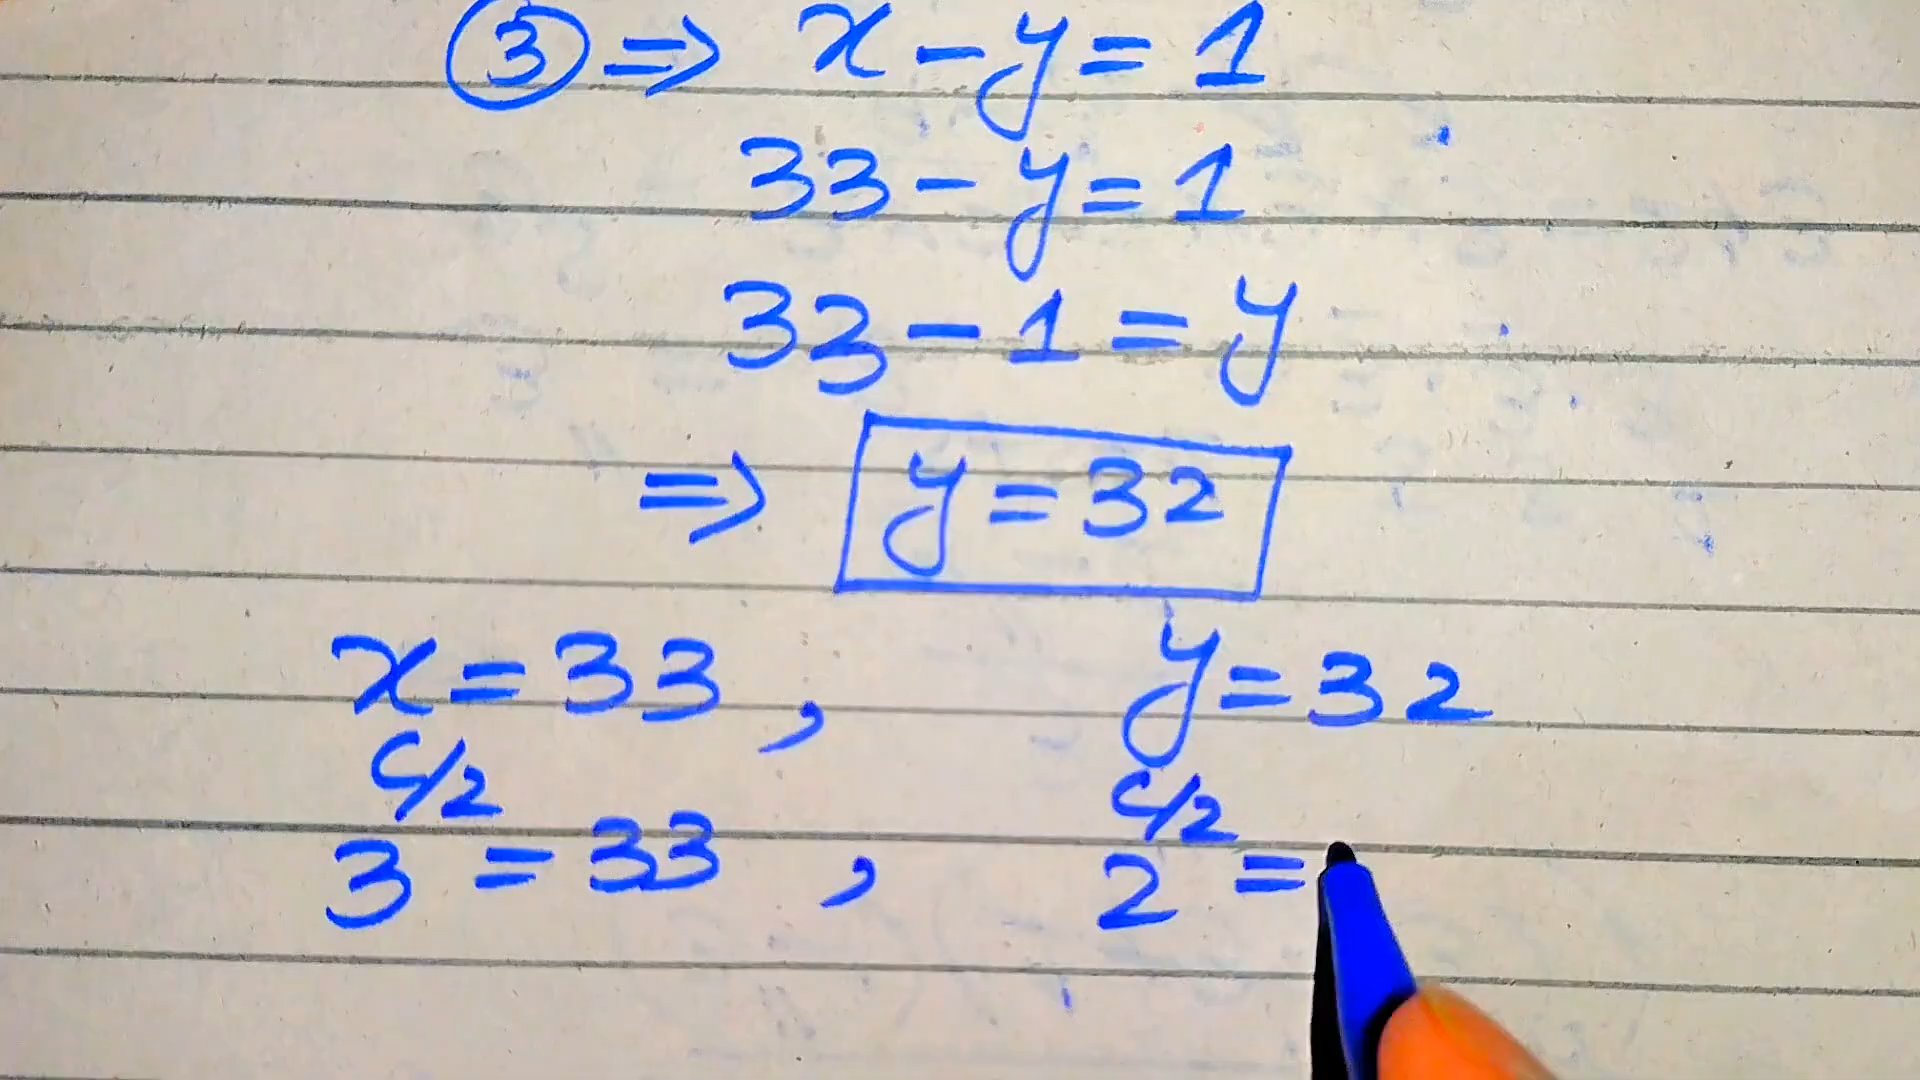 ③ ⇒ x - y = 1
33 - y = 1
33 - 1 = y
⇒ y = 32
x = 33 , y = 32
3^{c/2} = 33 , 2^{c/2} =